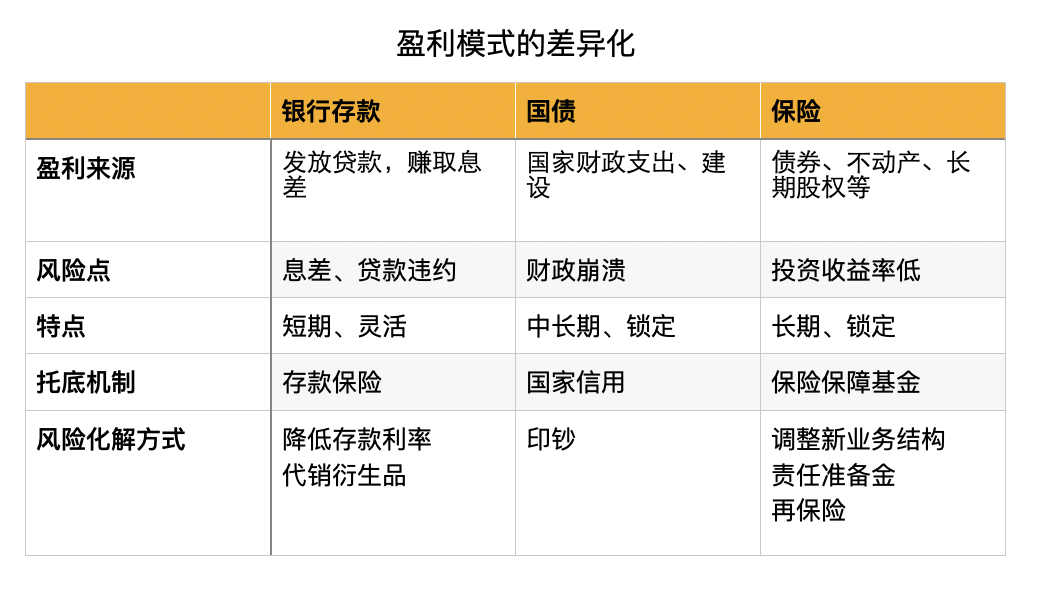 盈利模式的差异化
银行存款 国债 保险
盈利来源 发放贷款，赚取息差 国家财政支出、建设 债券、不动产、长期股权等
风险点 息差、贷款违约 财政崩溃 投资收益率低
特点 短期、灵活 中长期、锁定 长期、锁定
托底机制 存款保险 国家信用 保险保障基金
风险化解方式 降低存款利率 印钞 调整新业务结构
代销衍生品 责任准备金
再保险